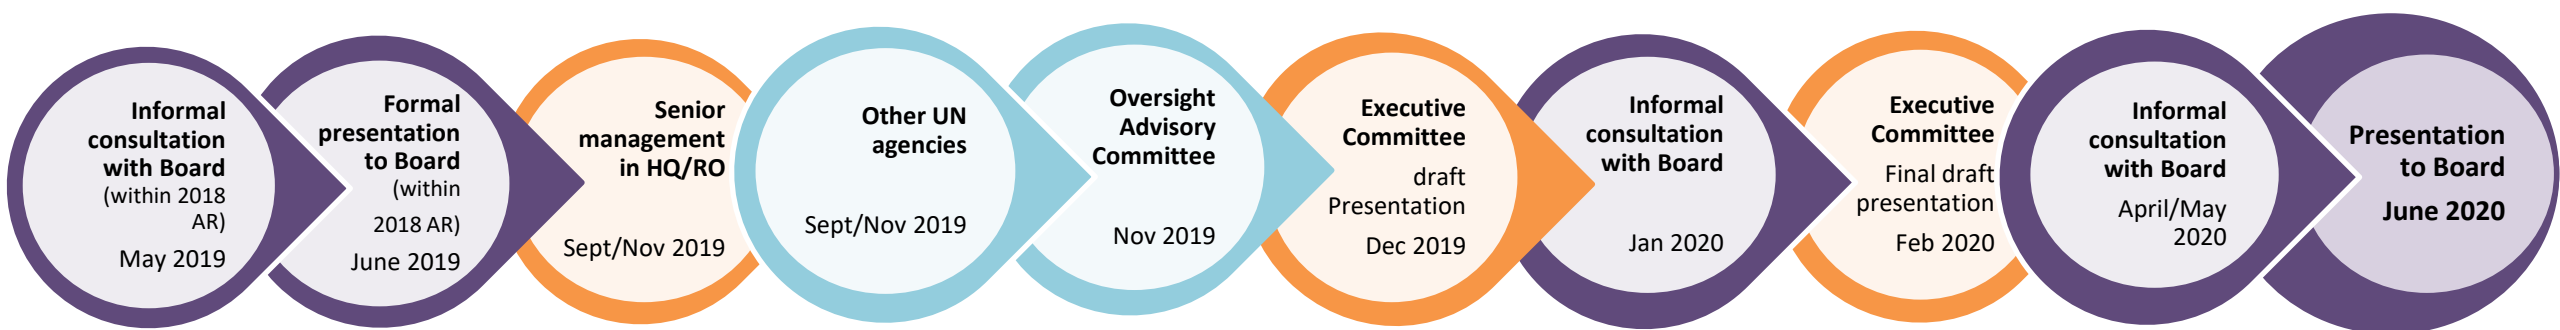 Informal
consultation
with Board
(within 2018
AR)
May 2019
Formal
presentation
to Board
(within
2018 AR)
June 2019
Senior
management
in HQ/RO
Sept/Nov 2019
Other UN
agencies
Sept/Nov 2019
Oversight
Advisory
Committee
Nov 2019
Executive
Committee
draft
Presentation
Dec 2019
Informal
consultation
with Board
Jan 2020
Executive
Committee
Final draft
presentation
Feb 2020
Informal
consultation
with Board
April/May
2020
Presentation
to Board
June 2020